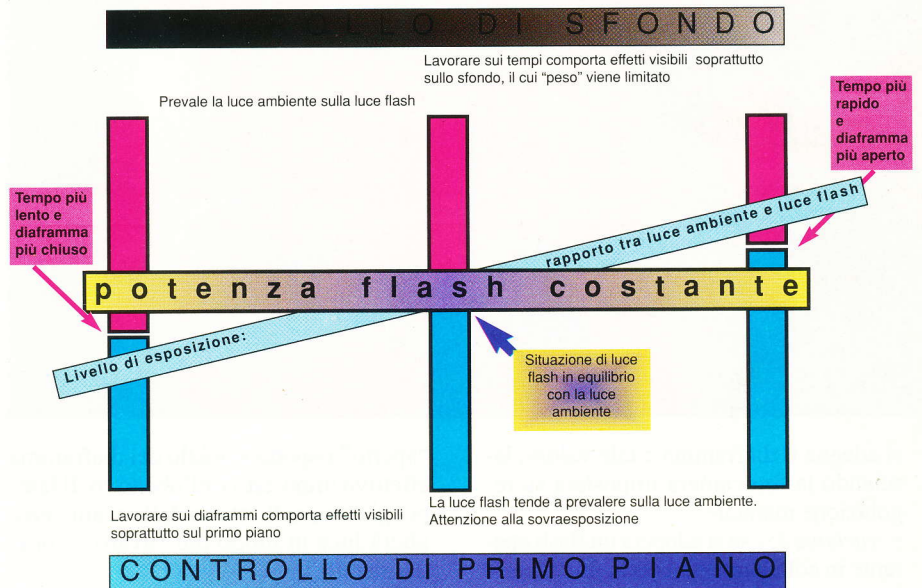 OLLO DI SFONDO
Lavorare sui tempi comporta effetti visibili soprattutto
sullo sfondo, il cui “peso” viene limitato
Prevale la luce ambiente sulla luce flash
Tempo più
rapido
e
diaframma
più aperto
Tempo più
lento e
diaframma
più chiuso
potenza flash costante
Livello di esposizione: rapporto tra luce ambiente e luce flash
Situazione di luce
flash in equilibrio
con la luce
ambiente
Lavorare sui diaframmi comporta effetti visibili
soprattutto sul primo piano
La luce flash tende a prevalere sulla luce ambiente.
Attenzione alla sovraesposizione
CONTROLLO DI PRIMO PIANO